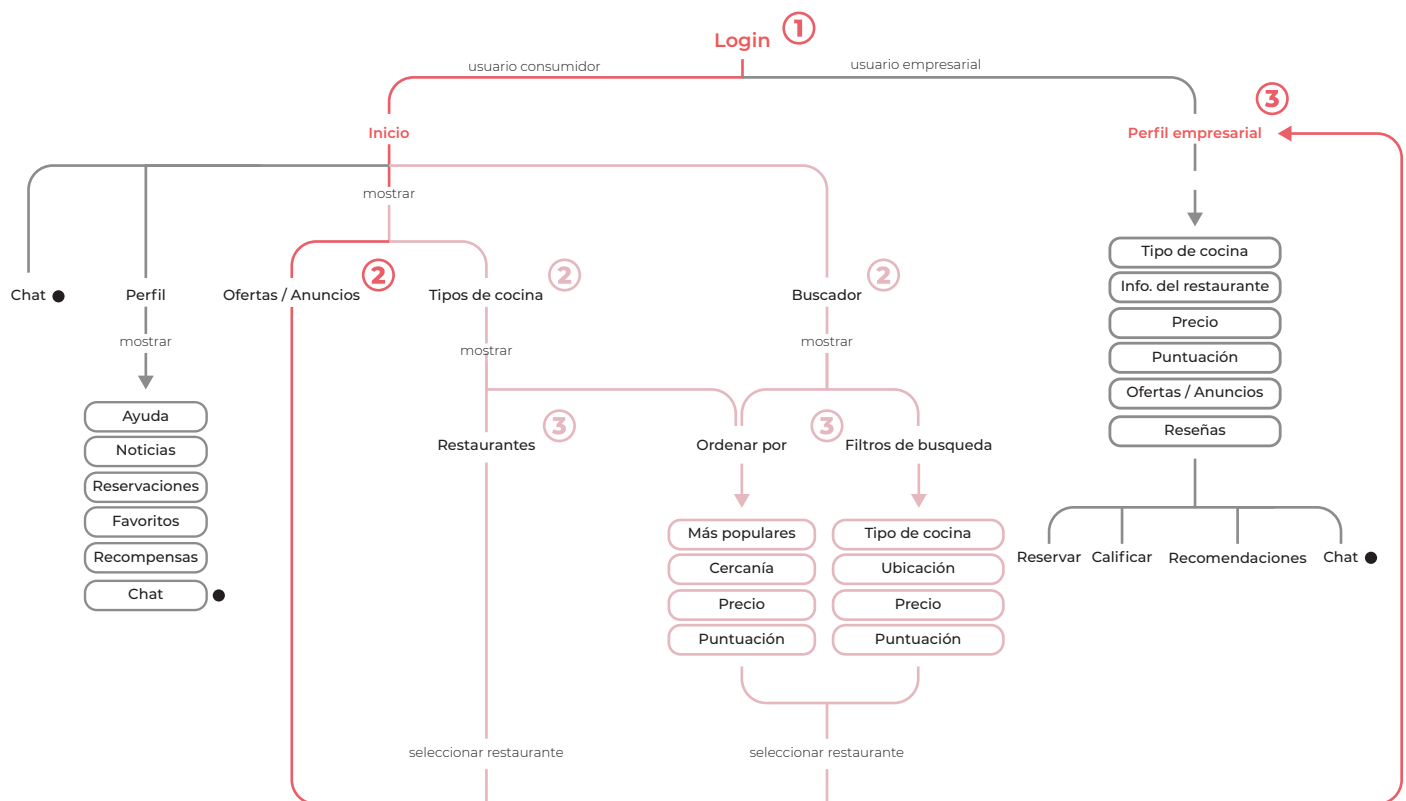 Login
1
usuario consumidor
usuario empresarial
3
Inicio
Perfil empresarial
mostrar
2
2
2
Chat
Perfil
Ofertas / Anuncios
Tipos de cocina
Buscador
mostrar
mostrar
mostrar
Tipo de cocina
Info. del restaurante
Precio
Puntuación
Ofertas / Anuncios
Reseñas
Ayuda
Noticias
Reservaciones
Favoritos
Recompensas
Chat
3
3
Restaurantes
Ordenar por
Filtros de busqueda
Más populares
Cercanía
Precio
Puntuación
Tipo de cocina
Ubicación
Precio
Puntuación
Reservar
Calificar
Recomendaciones
Chat
seleccionar restaurante
seleccionar restaurante